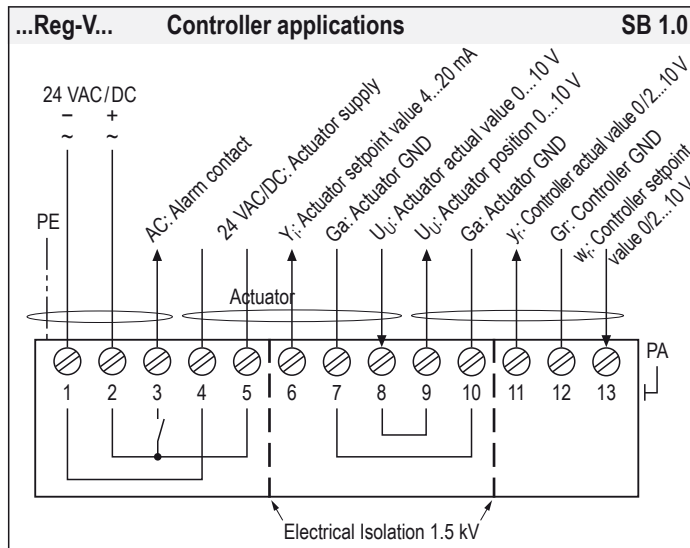 ...Reg-V... Controller applications SB 1.0
24 VAC/DC
– +
~ ~
PE
AC: Alarm contact
24 VAC/DC: Actuator supply
Yᵢ: Actuator setpoint value 4...20 mA
Ga: Actuator GND
Uᵤ: Actuator actual value 0...10 V
Uᵤ: Actuator position 0...10 V
Ga: Actuator GND
yᵣ: Controller actual value 0/2...10 V
Gr: Controller GND
wᵣ: Controller setpoint
value 0/2...10 V
Actuator
PA
1 2 3 4 5 6 7 8 9 10 11 12 13
Electrical Isolation 1.5 kV